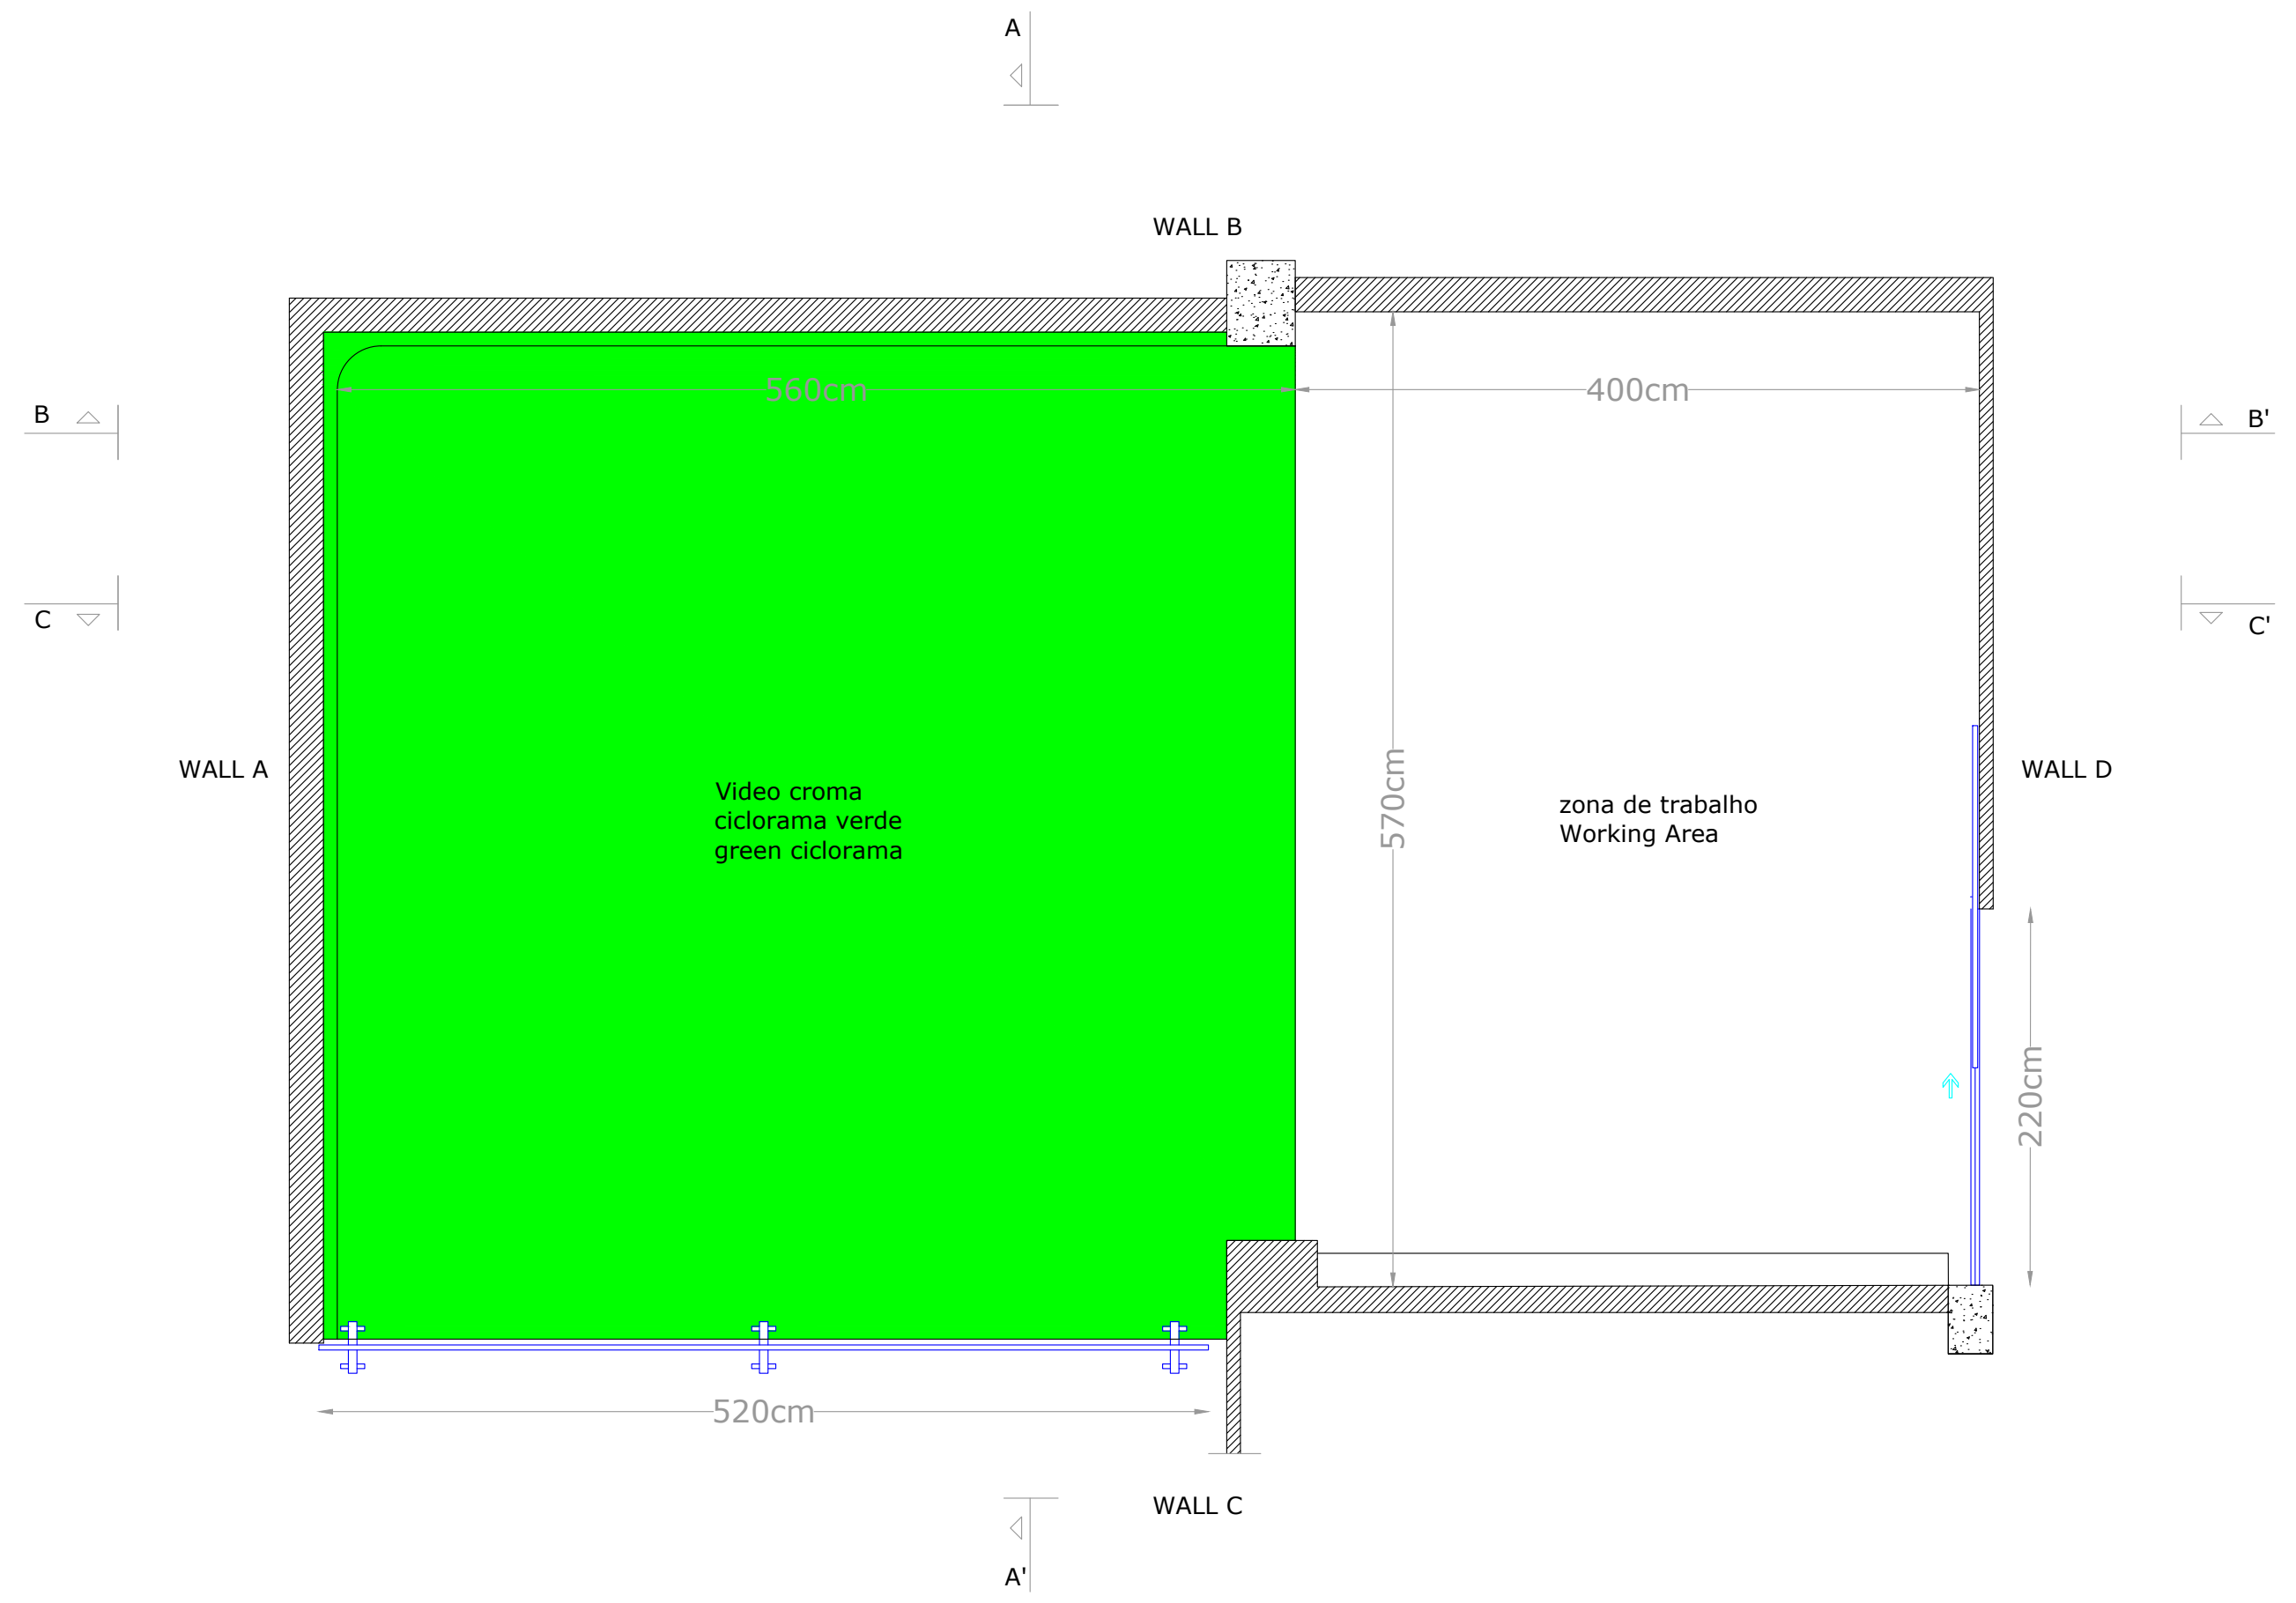 A
WALL B
560cm
400cm
B
B'
C
C'
WALL A
WALL D
Video croma
ciclorama verde
green ciclorama
570cm
zona de trabalho
Working Area
220cm
520cm
WALL C
A'